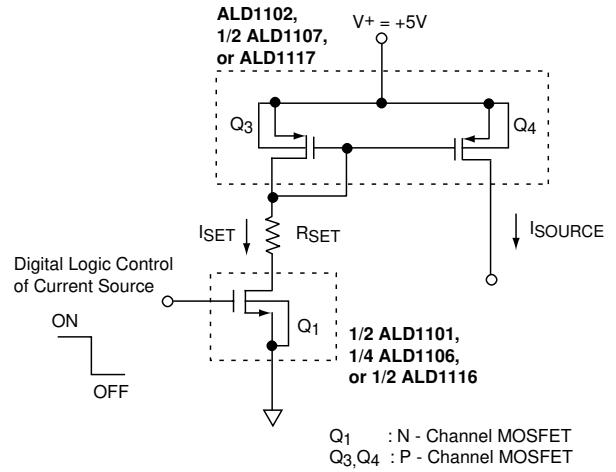 ALD1102,
1/2 ALD1107,
or ALD1117
V+ = +5V
Q3
Q4
ISET
RSET
ISOURCE
Digital Logic Control
of Current Source
ON
OFF
Q1
1/2 ALD1101,
1/4 ALD1106,
or 1/2 ALD1116
Q1 : N - Channel MOSFET
Q3,Q4 : P - Channel MOSFET